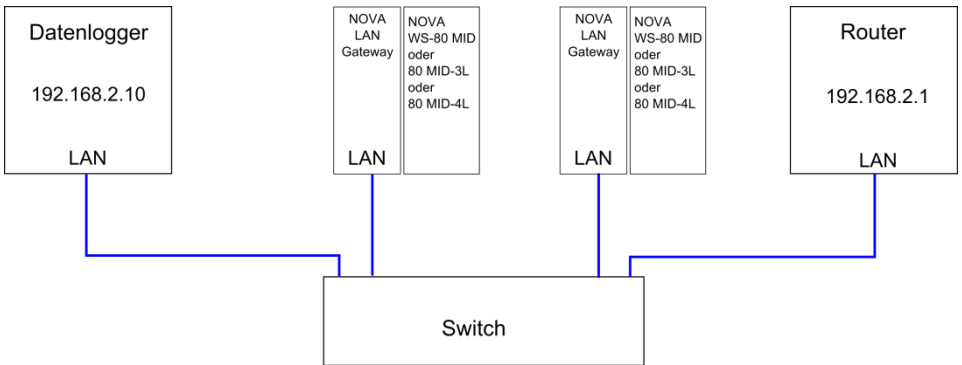 Datenlogger
192.168.2.10
LAN
NOVA
LAN
Gateway
LAN
NOVA
WS-80 MID
oder
80 MID-3L
oder
80 MID-4L
NOVA
LAN
Gateway
LAN
NOVA
WS-80 MID
oder
80 MID-3L
oder
80 MID-4L
Router
192.168.2.1
LAN
Switch